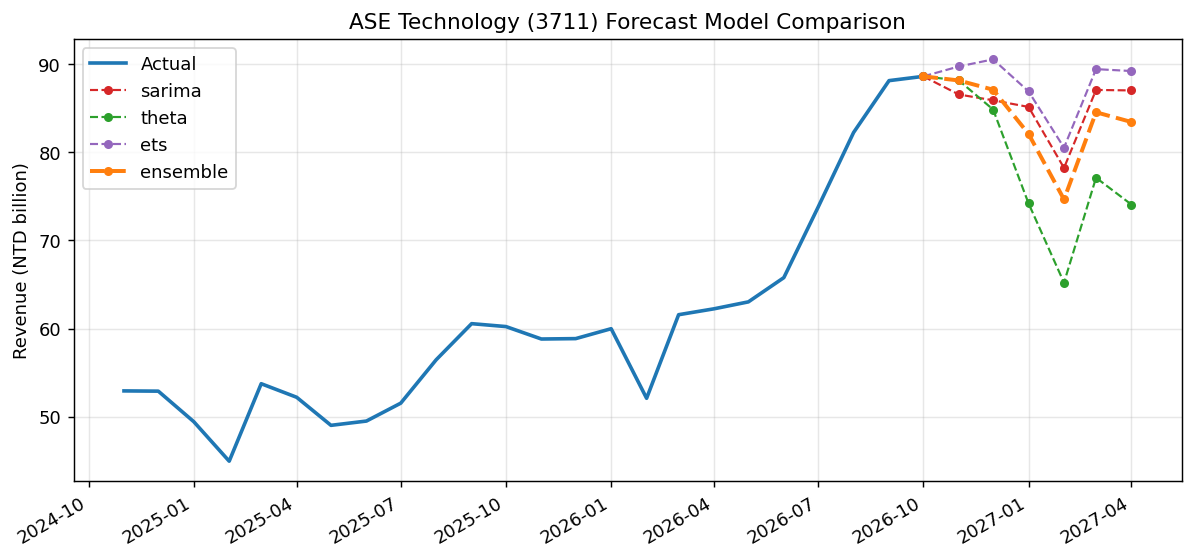 ASE Technology (3711) Forecast Model Comparison
Revenue (NTD billion)
90
80
70
60
50
Actual
sarima
theta
ets
ensemble
2024-10
2025-01
2025-04
2025-07
2025-10
2026-01
2026-04
2026-07
2026-10
2027-01
2027-04